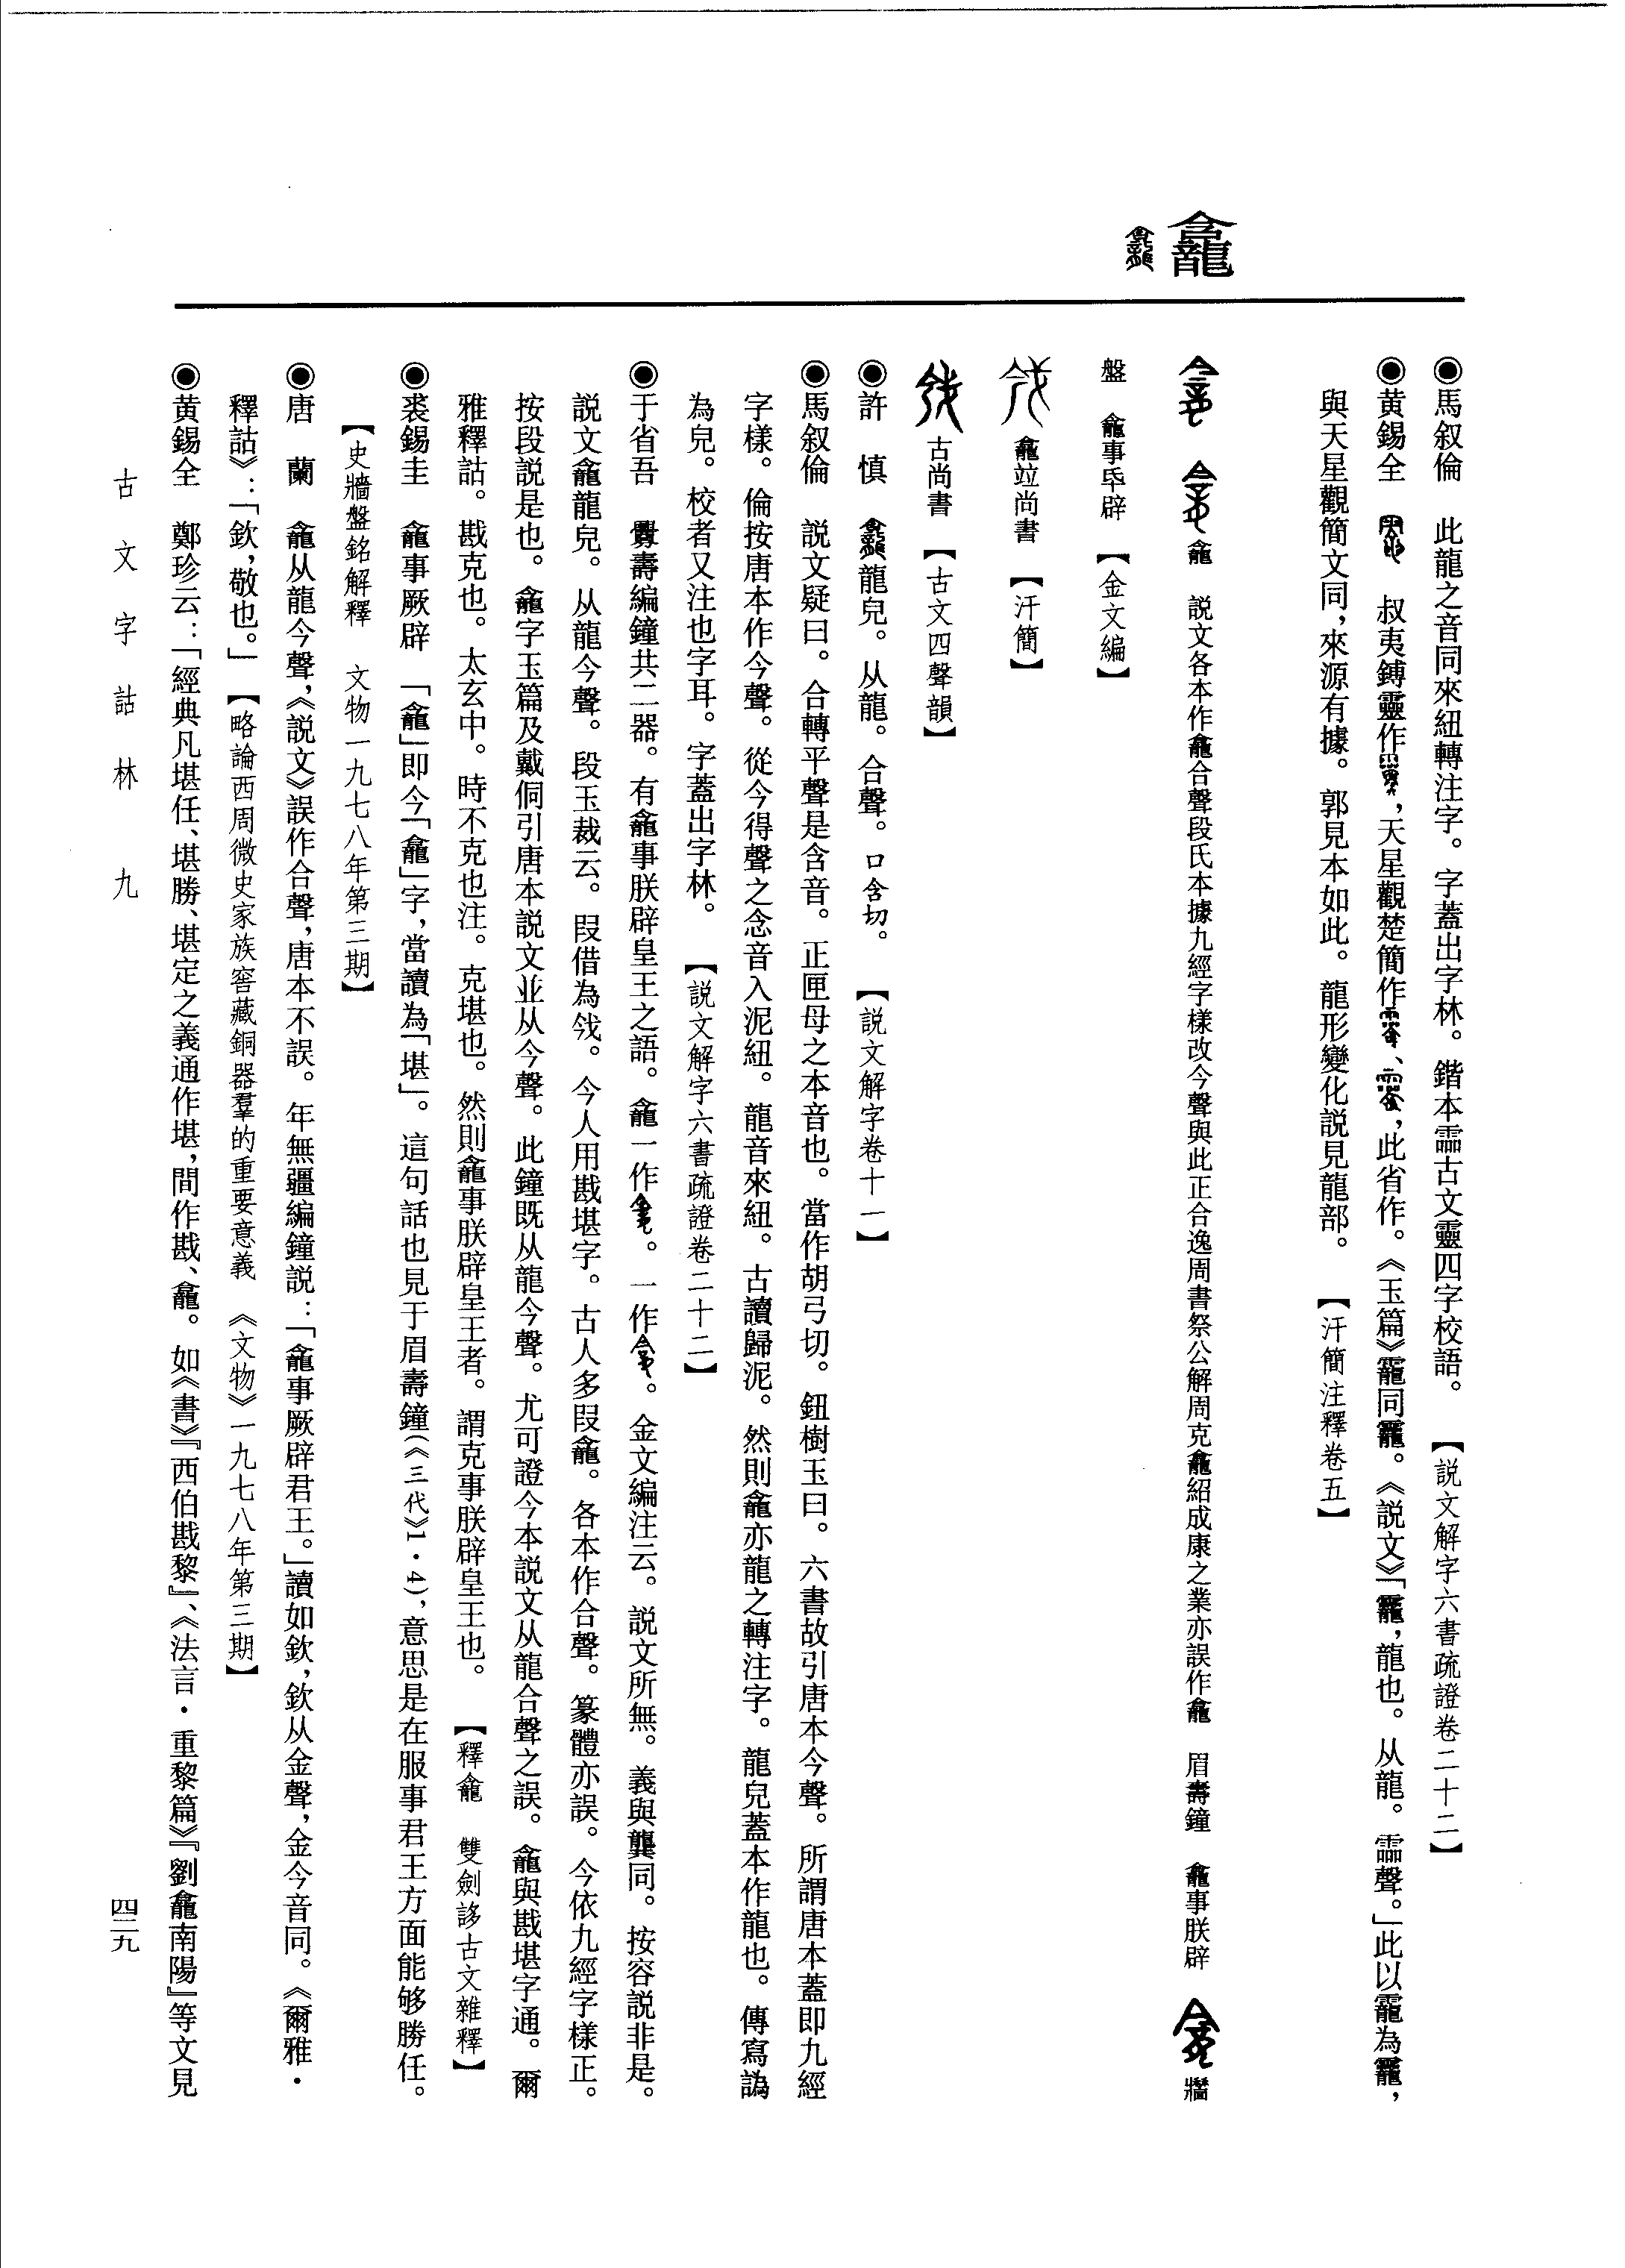 龕
●馬叙倫　此龍之音同來紐轉注字。字蓋出字林。鍇本霝古文靈四字校語。【説文解字六書疏證卷二十二】
●黄錫全　叔夷鎛靈作，天星觀楚簡作、，此省作。《玉篇》靇同龗。《説文》「龗，龍也。从龍。霝聲。」此以靇為龗，
與天星觀簡文同，來源有據。郭見本如此。龍形變化説見龍部。【汗簡注釋卷五】
龕　説文各本作龕合聲段氏本據九經字樣改今聲與此正合逸周書祭公解周克龕紹成康之業亦誤作龕　眉壽鐘　龕事朕辟　牆
盤　龕事氒辟　【金文編】
龕竝尚書　【汗簡】
古尚書　【古文四聲韻】
●許　慎　龍皃。从龍。合聲。口含切。【説文解字卷十一】
●馬叙倫　説文疑曰。合轉平聲是含音。正匣母之本音也。當作胡弓切。鈕樹玉曰。六書故引唐本今聲。所謂唐本蓋即九經
字樣。倫按唐本作今聲。從今得聲之念音入泥紐。龍音來紐。古讀歸泥。然則龕亦龍之轉注字。龍皃蓋本作龍也。傳寫譌
為皃。校者又注也字耳。字蓋出字林。【説文解字六書疏證卷二十二】
●于省吾　壽編鐘共二器。有龕事朕辟皇王之語。龕一作。一作。金文編注云。説文所無。義與龔同。按容説非是。
説文龕龍皃。从龍今聲。段玉裁云。叚借為㦰。今人用戡堪字。古人多叚龕。各本作合聲。篆體亦誤。今依九經字樣正。
按段説是也。龕字玉篇及戴侗引唐本説文並从今聲。此鐘既从龍今聲。尤可證今本説文从龍合聲之誤。龕與戡堪字通。爾
雅釋詁。戡克也。太玄中。時不克也注。克堪也。然則龕事朕辟皇王者。謂克事朕辟皇王也。【釋龕　雙劍誃古文雜釋】
●裘錫圭　龕事厥辟　「龕」即今「龕」字，當讀為「堪」。這句話也見于眉壽鐘（《三代》1·4），意思是在服事君王方面能够勝任。
【史牆盤銘解釋　文物一九七八年第三期】
●唐　蘭　龕从龍今聲，《説文》誤作合聲，唐本不誤。年無疆編鐘説：「龕事厥辟君王。」讀如欽，欽从金聲，金今音同。《爾雅·
釋詁》：「欽，敬也。」【略論西周微史家族窖藏銅器羣的重要意義　《文物》一九七八年第三期】
●黄錫全　鄭珍云：「經典凡堪任、堪勝、堪定之義通作堪，間作戡、龕。如《書》『西伯戡黎』、《法言·重黎篇》『劉龕南陽』等文見
古文字詁林　九
四二九